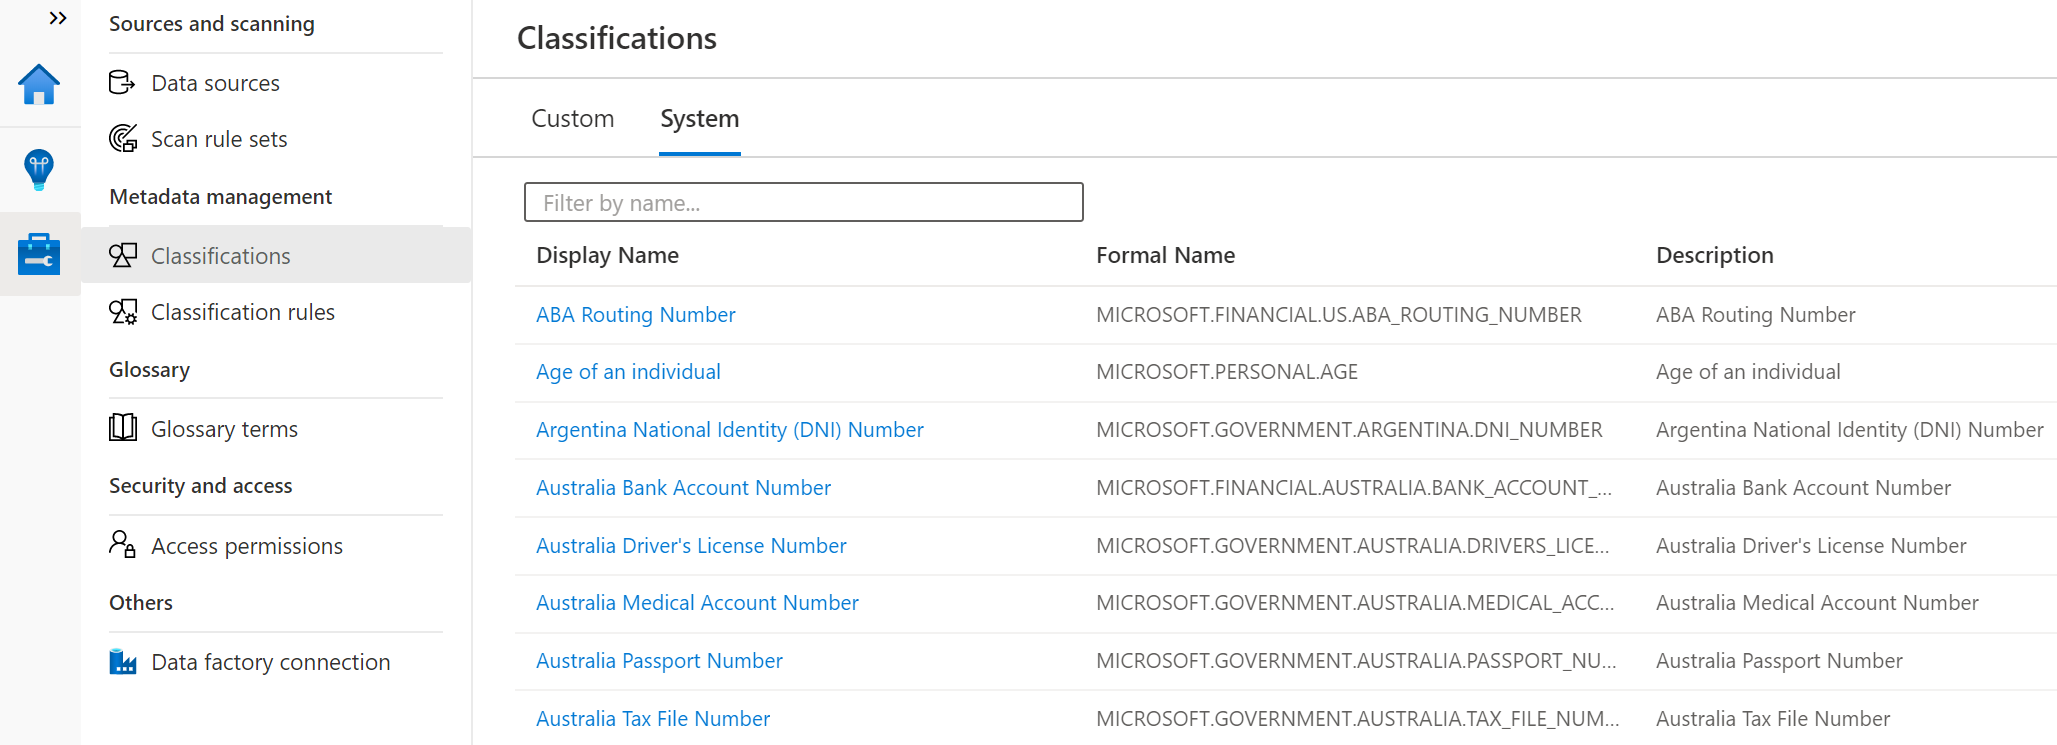 Sources and scanning
Data sources
Scan rule sets
Metadata management
Classifications
Classification rules
Glossary
Glossary terms
Security and access
Access permissions
Others
Data factory connection
Classifications
Custom System
Filter by name...
Display Name Formal Name Description
ABA Routing Number MICROSOFT.FINANCIAL.US.ABA_ROUTING_NUMBER ABA Routing Number
Age of an individual MICROSOFT.PERSONAL.AGE Age of an individual
Argentina National Identity (DNI) Number MICROSOFT.GOVERNMENT.ARGENTINA.DNI_NUMBER Argentina National Identity (DNI) Number
Australia Bank Account Number MICROSOFT.FINANCIAL.AUSTRALIA.BANK_ACCOUNT_... Australia Bank Account Number
Australia Driver's License Number MICROSOFT.GOVERNMENT.AUSTRALIA.DRIVERS_LICE... Australia Driver's License Number
Australia Medical Account Number MICROSOFT.GOVERNMENT.AUSTRALIA.MEDICAL_ACC... Australia Medical Account Number
Australia Passport Number MICROSOFT.GOVERNMENT.AUSTRALIA.PASSPORT_NU... Australia Passport Number
Australia Tax File Number MICROSOFT.GOVERNMENT.AUSTRALIA.TAX_FILE_NUM... Australia Tax File Number